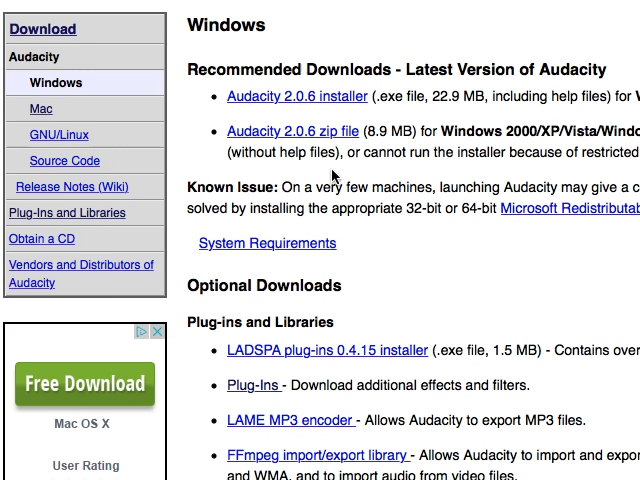 Download
Audacity
Windows
Mac
GNU/Linux
Source Code
Release Notes (Wiki)
Plug-Ins and Libraries
Obtain a CD
Vendors and Distributors of
Audacity
Free Download
Mac OS X
User Rating
Windows
Recommended Downloads - Latest Version of Audacity
• Audacity 2.0.6 installer (.exe file, 22.9 MB, including help files) for
• Audacity 2.0.6 zip file (8.9 MB) for Windows 2000/XP/Vista/Windo
(without help files), or cannot run the installer because of restricted
Known Issue: On a very few machines, launching Audacity may give a c
solved by installing the appropriate 32-bit or 64-bit Microsoft Redistributab
System Requirements
Optional Downloads
Plug-ins and Libraries
• LADSPA plug-ins 0.4.15 installer (.exe file, 1.5 MB) - Contains over
• Plug-Ins - Download additional effects and filters.
• LAME MP3 encoder - Allows Audacity to export MP3 files.
• FFmpeg import/export library - Allows Audacity to import and expor
and WMA, and to import audio from video files.